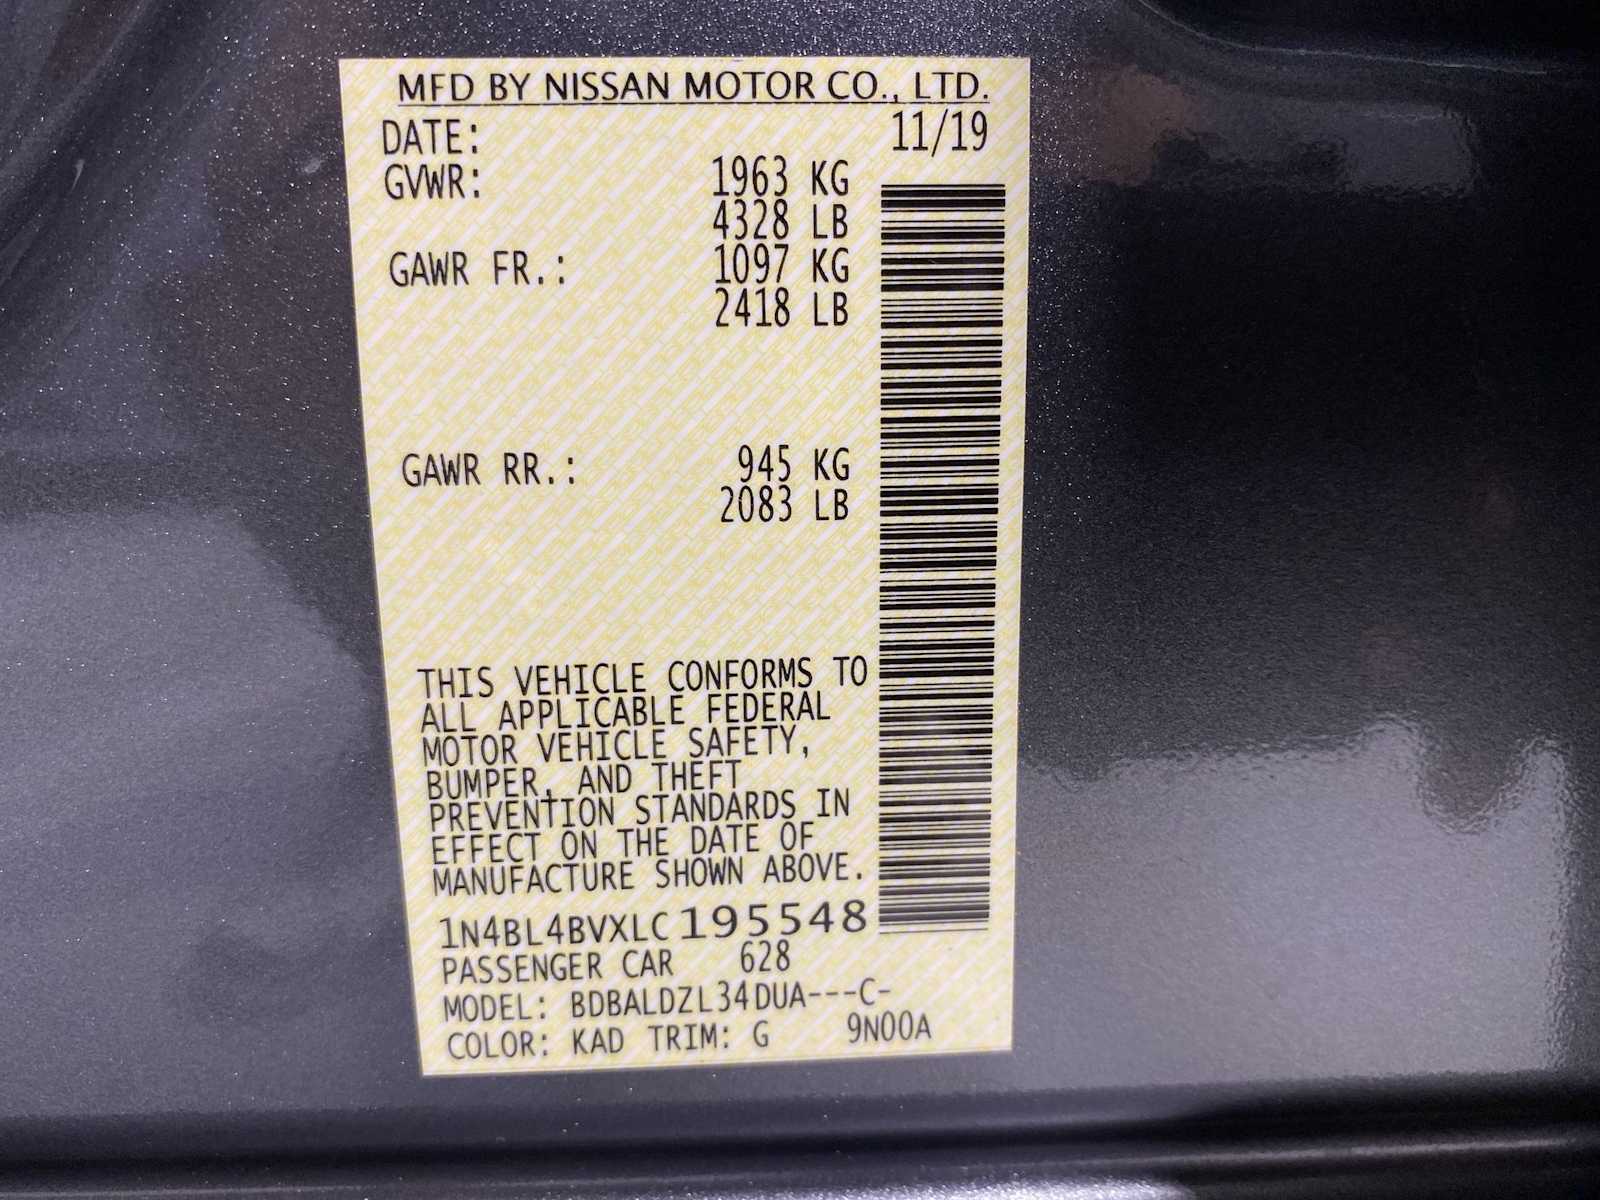 MFD BY NISSAN MOTOR CO., LTD.
DATE: 11/19
GVWR: 1963 KG
4328 LB
GAWR FR.: 1097 KG
2418 LB
GAWR RR.: 945 KG
2083 LB
THIS VEHICLE CONFORMS TO
ALL APPLICABLE FEDERAL
MOTOR VEHICLE SAFETY,
BUMPER, AND THEFT
PREVENTION STANDARDS IN
EFFECT ON THE DATE OF
MANUFACTURE SHOWN ABOVE.
1N4BL4BVXLC195548
PASSENGER CAR 628
MODEL: BDBALDZL34DUA---C-
COLOR: KAD TRIM: G 9N00A